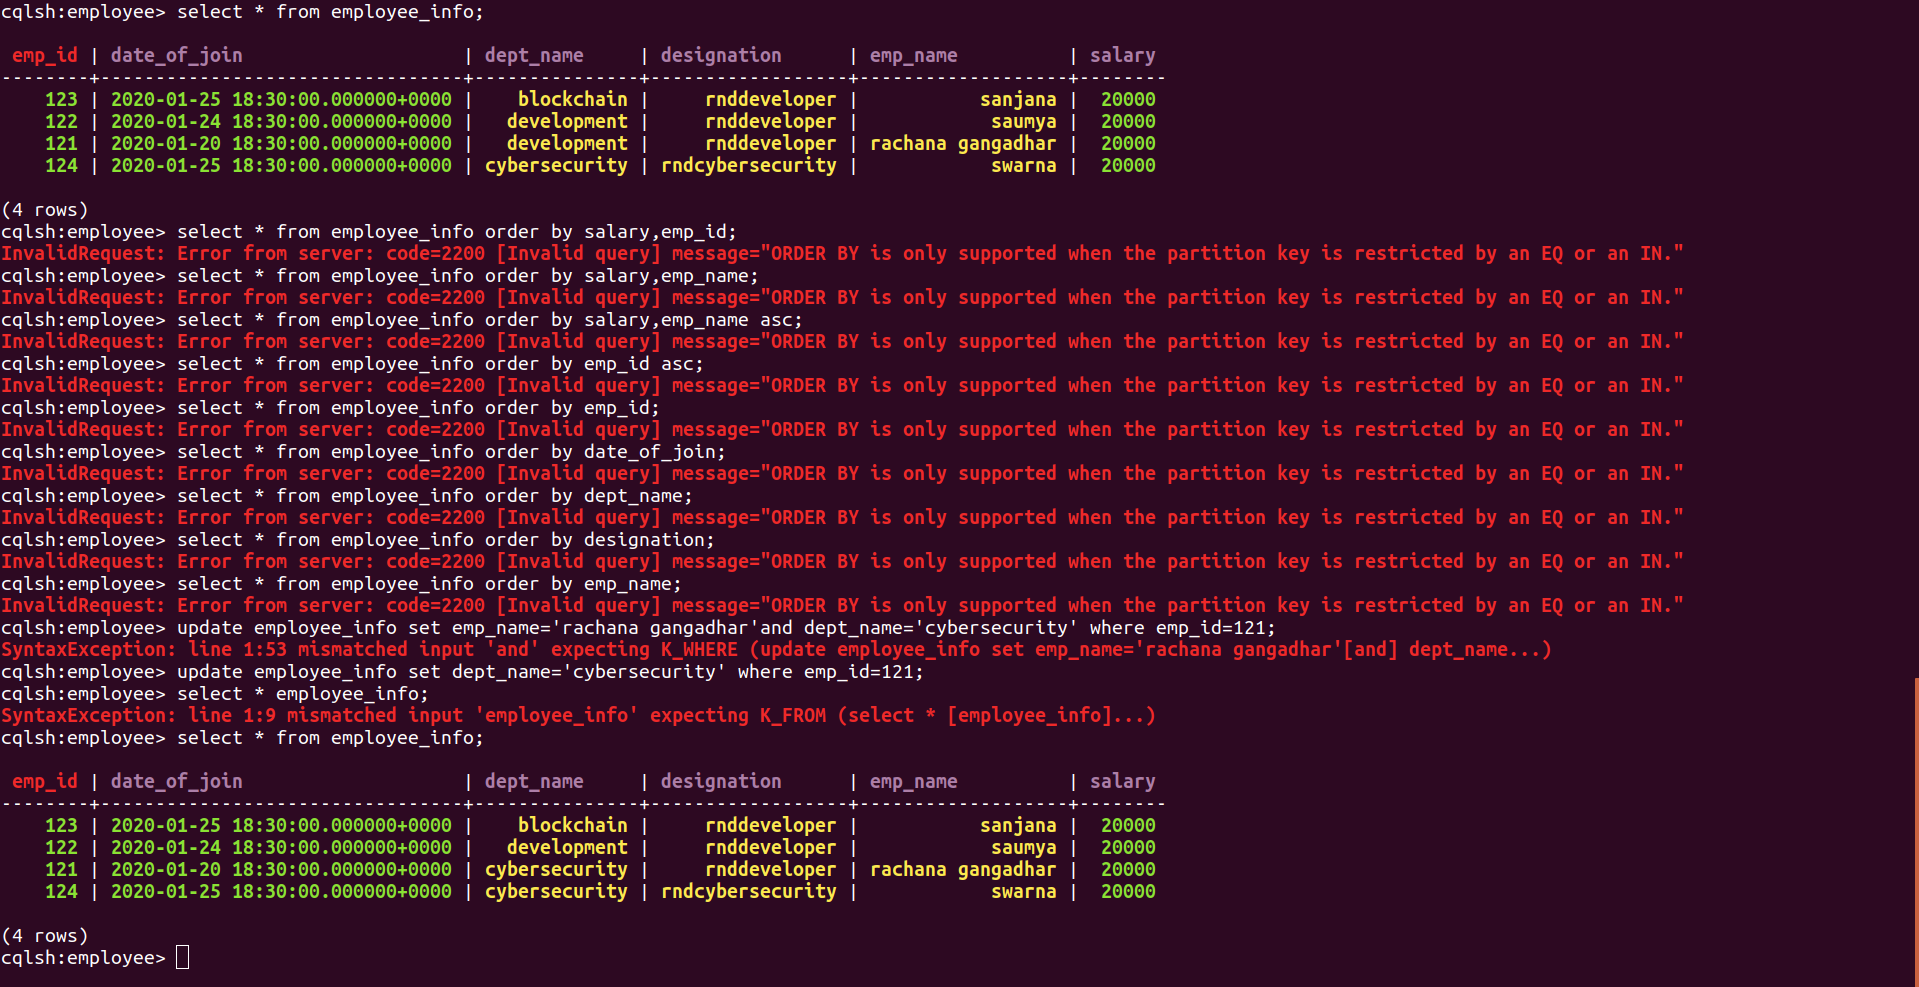 cqlsh:employee> select * from employee_info;
 emp_id | date_of_join                    | dept_name     | designation      | emp_name          | salary
--------+---------------------------------+---------------+------------------+-------------------+--------
    123 | 2020-01-25 18:30:00.000000+0000 |    blockchain |     rnddeveloper |           sanjana |  20000
    122 | 2020-01-24 18:30:00.000000+0000 |   development |     rnddeveloper |            saumya |  20000
    121 | 2020-01-20 18:30:00.000000+0000 |   development |     rnddeveloper | rachana gangadhar |  20000
    124 | 2020-01-25 18:30:00.000000+0000 | cybersecurity | rndcybersecurity |            swarna |  20000
(4 rows)
cqlsh:employee> select * from employee_info order by salary,emp_id;
InvalidRequest: Error from server: code=2200 [Invalid query] message="ORDER BY is only supported when the partition key is restricted by an EQ or an IN."
cqlsh:employee> select * from employee_info order by salary,emp_name;
InvalidRequest: Error from server: code=2200 [Invalid query] message="ORDER BY is only supported when the partition key is restricted by an EQ or an IN."
cqlsh:employee> select * from employee_info order by salary,emp_name asc;
InvalidRequest: Error from server: code=2200 [Invalid query] message="ORDER BY is only supported when the partition key is restricted by an EQ or an IN."
cqlsh:employee> select * from employee_info order by emp_id asc;
InvalidRequest: Error from server: code=2200 [Invalid query] message="ORDER BY is only supported when the partition key is restricted by an EQ or an IN."
cqlsh:employee> select * from employee_info order by emp_id;
InvalidRequest: Error from server: code=2200 [Invalid query] message="ORDER BY is only supported when the partition key is restricted by an EQ or an IN."
cqlsh:employee> select * from employee_info order by date_of_join;
InvalidRequest: Error from server: code=2200 [Invalid query] message="ORDER BY is only supported when the partition key is restricted by an EQ or an IN."
cqlsh:employee> select * from employee_info order by dept_name;
InvalidRequest: Error from server: code=2200 [Invalid query] message="ORDER BY is only supported when the partition key is restricted by an EQ or an IN."
cqlsh:employee> select * from employee_info order by designation;
InvalidRequest: Error from server: code=2200 [Invalid query] message="ORDER BY is only supported when the partition key is restricted by an EQ or an IN."
cqlsh:employee> select * from employee_info order by emp_name;
InvalidRequest: Error from server: code=2200 [Invalid query] message="ORDER BY is only supported when the partition key is restricted by an EQ or an IN."
cqlsh:employee> update employee_info set emp_name='rachana gangadhar'and dept_name='cybersecurity' where emp_id=121;
SyntaxException: line 1:53 mismatched input 'and' expecting K_WHERE (update employee_info set emp_name='rachana gangadhar'[and] dept_name...)
cqlsh:employee> update employee_info set dept_name='cybersecurity' where emp_id=121;
cqlsh:employee> select * employee_info;
SyntaxException: line 1:9 mismatched input 'employee_info' expecting K_FROM (select * [employee_info]...)
cqlsh:employee> select * from employee_info;
 emp_id | date_of_join                    | dept_name     | designation      | emp_name          | salary
--------+---------------------------------+---------------+------------------+-------------------+--------
    123 | 2020-01-25 18:30:00.000000+0000 |    blockchain |     rnddeveloper |           sanjana |  20000
    122 | 2020-01-24 18:30:00.000000+0000 |   development |     rnddeveloper |            saumya |  20000
    121 | 2020-01-20 18:30:00.000000+0000 | cybersecurity |     rnddeveloper | rachana gangadhar |  20000
    124 | 2020-01-25 18:30:00.000000+0000 | cybersecurity | rndcybersecurity |            swarna |  20000
(4 rows)
cqlsh:employee>